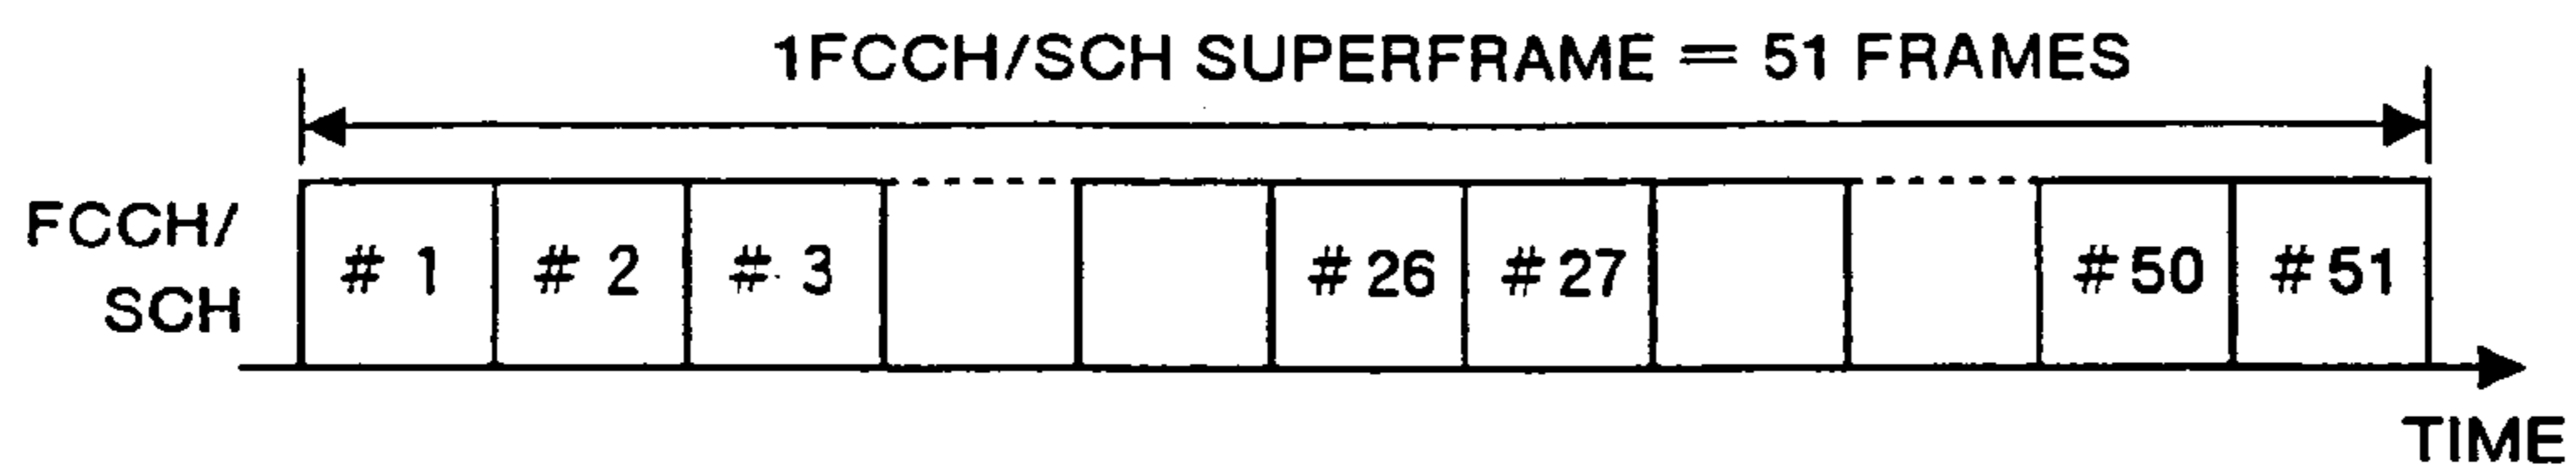 1FCCH/SCH SUPERFRAME = 51 FRAMES
FCCH/
SCH
# 1 # 2 # 3 # 26 # 27 # 50 # 51
TIME